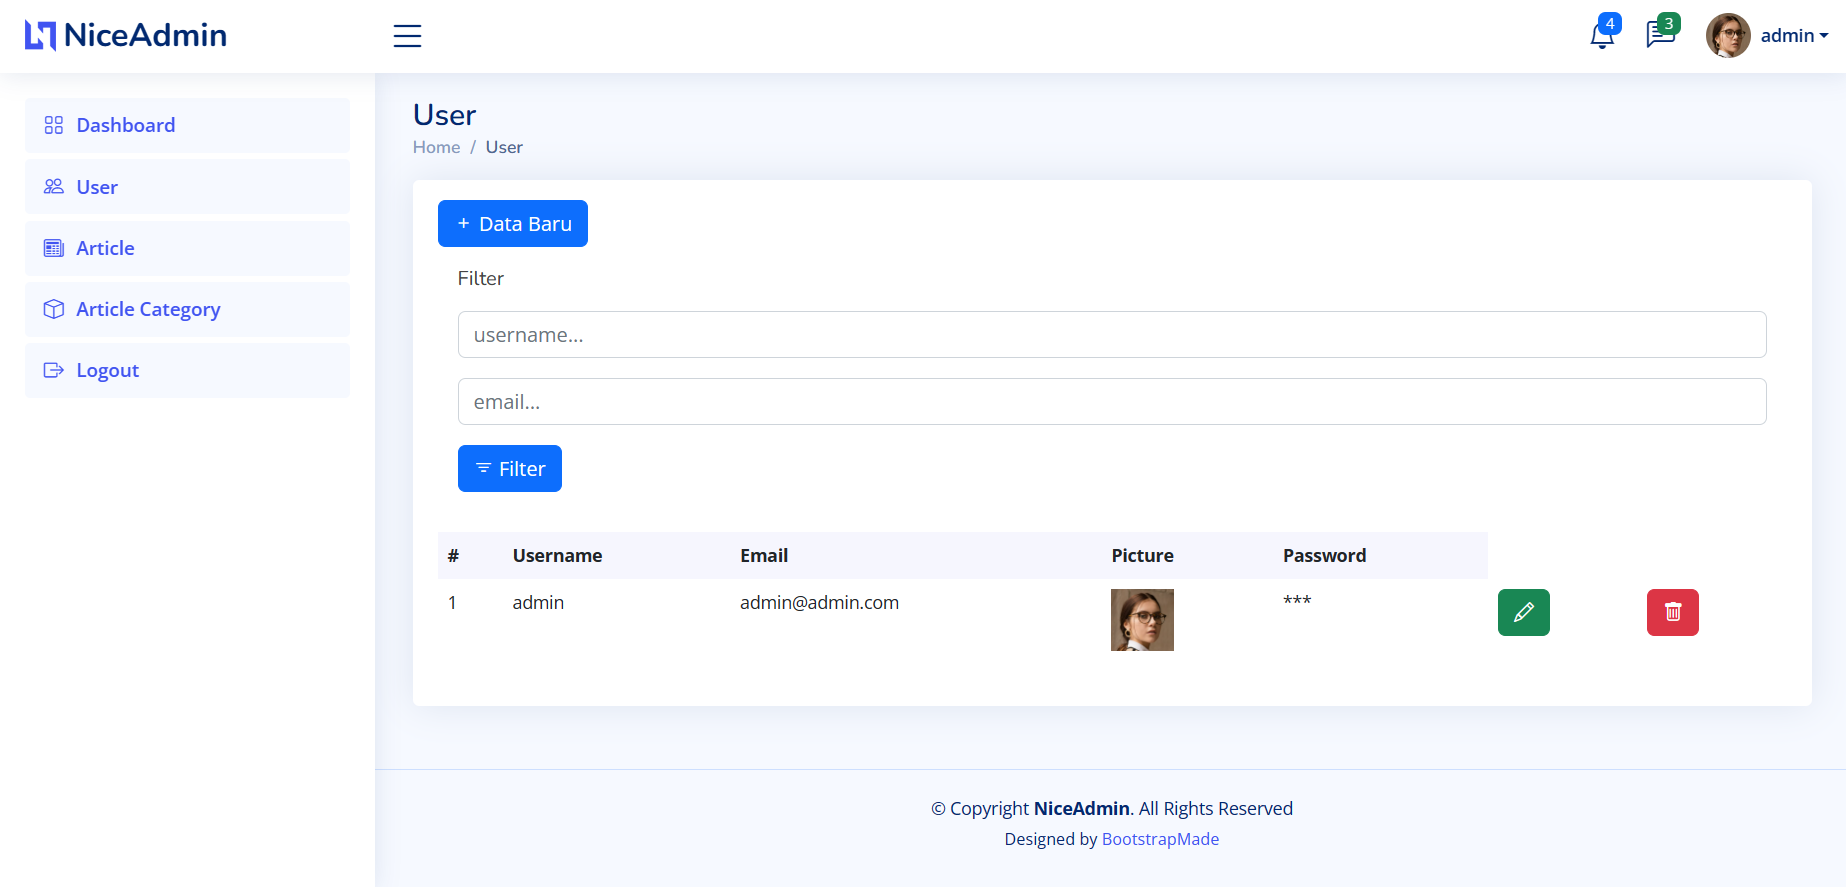 NiceAdmin
4
3
admin
Dashboard
User
Article
Article Category
Logout
User
Home / User
+ Data Baru
Filter
username...
email...
Filter
# Username Email Picture Password
1 admin admin@admin.com ***
© Copyright NiceAdmin. All Rights Reserved
Designed by BootstrapMade